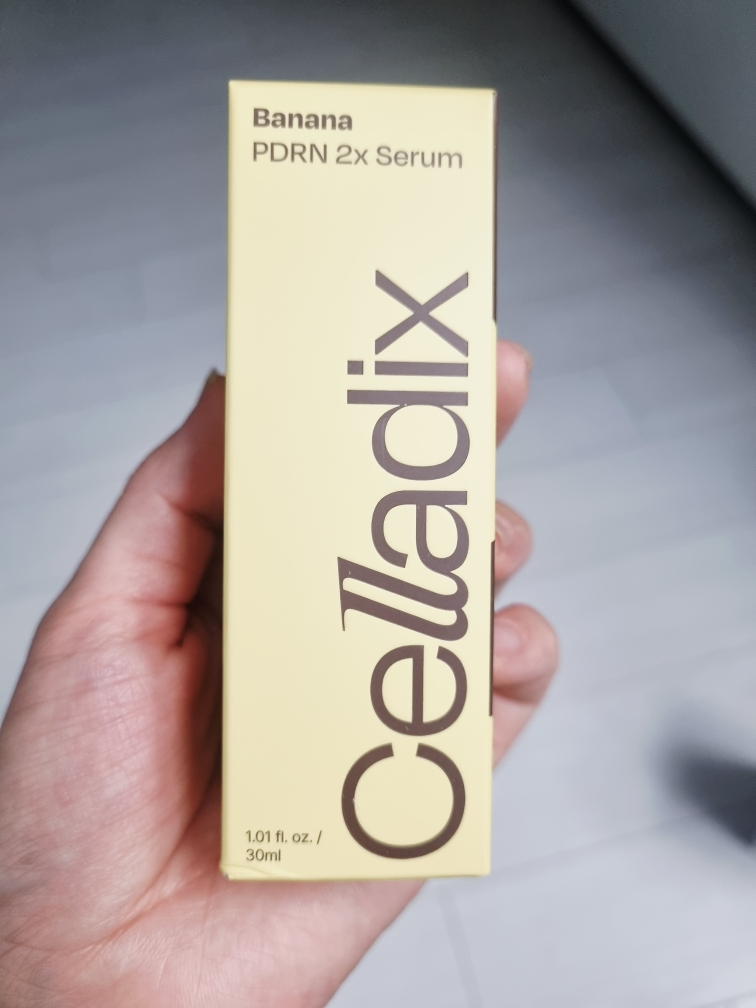 Banana
PDRN 2x Serum
Celladix
1.01 fl. oz. /
30ml